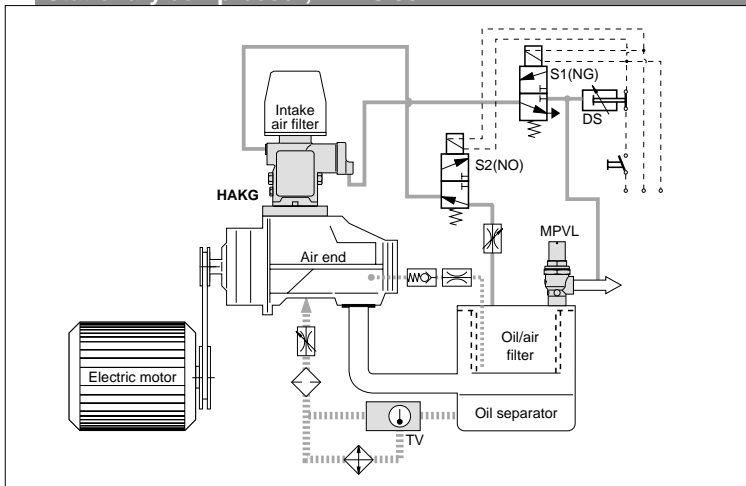 S1(NG)
Intake
air filter
DS
S2(NO)
HAKG
MPVL
Air end
Oil/air
filter
Electric motor
Oil separator
TV